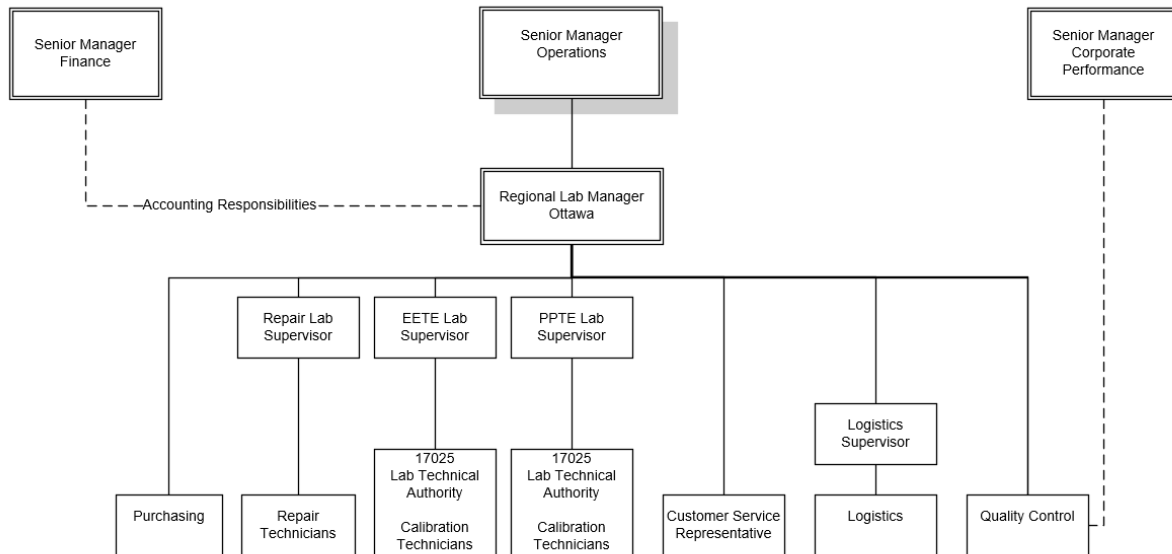 Senior Manager
Finance
Senior Manager
Operations
Senior Manager
Corporate
Performance
Regional Lab Manager
Ottawa
Accounting Responsibilities
Repair Lab
Supervisor
EETE Lab
Supervisor
PPTE Lab
Supervisor
Logistics
Supervisor
Purchasing
Repair
Technicians
17025
Lab Technical
Authority
Calibration
Technicians
17025
Lab Technical
Authority
Calibration
Technicians
Customer Service
Representative
Logistics
Quality Control